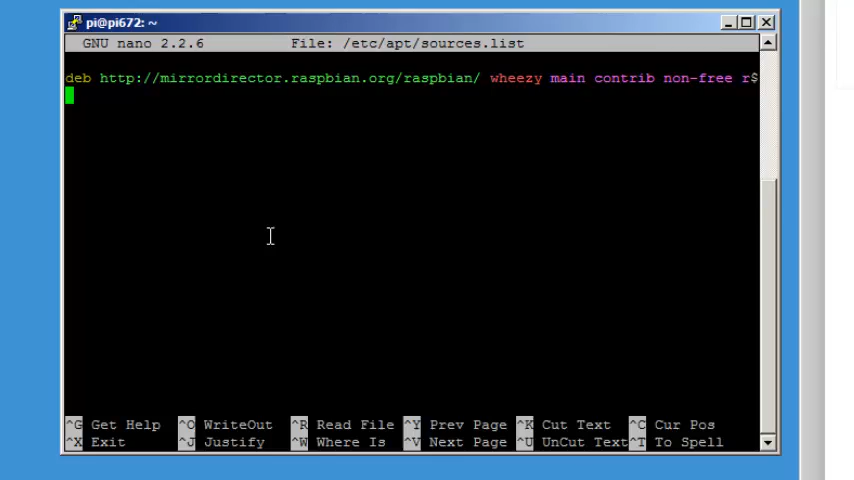 pi@pi672: ~
GNU nano 2.2.6 File: /etc/apt/sources.list
deb http://mirrordirector.raspbian.org/raspbian/ wheezy main contrib non-free r$
^G Get Help ^O WriteOut ^R Read File ^Y Prev Page ^K Cut Text ^C Cur Pos
^X Exit ^J Justify ^W Where Is ^V Next Page ^U UnCut Text ^T To Spell